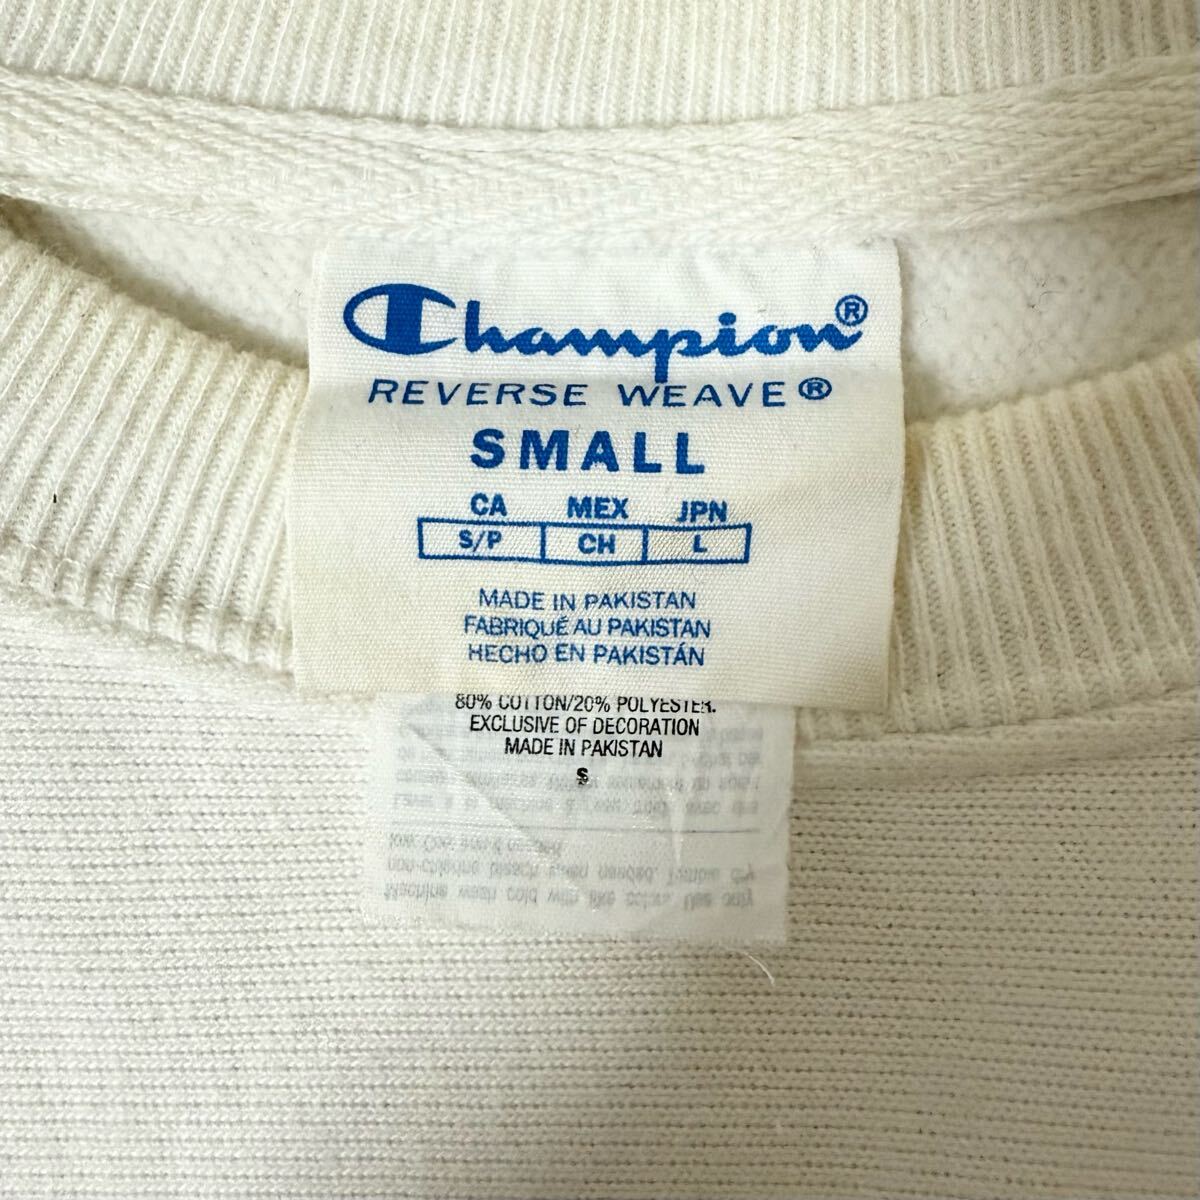 Champion®
REVERSE WEAVE®
SMALL
CA MEX JPN
S/P CH L
MADE IN PAKISTAN
FABRIQUÉ AU PAKISTAN
HECHO EN PAKISTÁN
80% COTTON/20% POLYESTER.
EXCLUSIVE OF DECORATION
MADE IN PAKISTAN
S